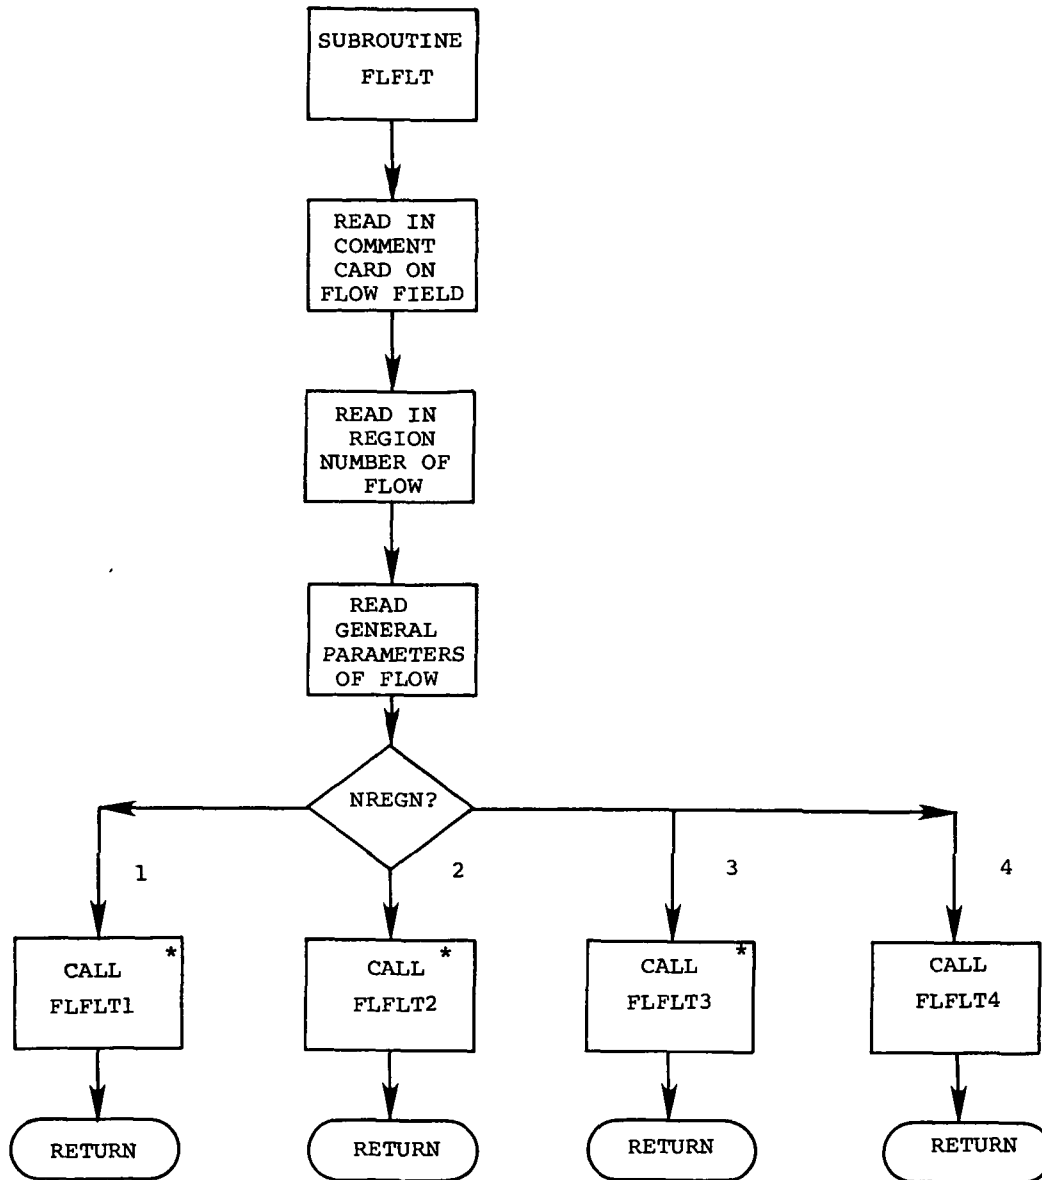 SUBROUTINE
FLFLT
READ IN
COMMENT
CARD ON
FLOW FIELD
READ IN
REGION
NUMBER OF
FLOW
READ
GENERAL
PARAMETERS
OF FLOW
NREGN?
1
2
3
4
*
CALL
FLFLT1
*
CALL
FLFLT2
*
CALL
FLFLT3
CALL
FLFLT4
RETURN
RETURN
RETURN
RETURN